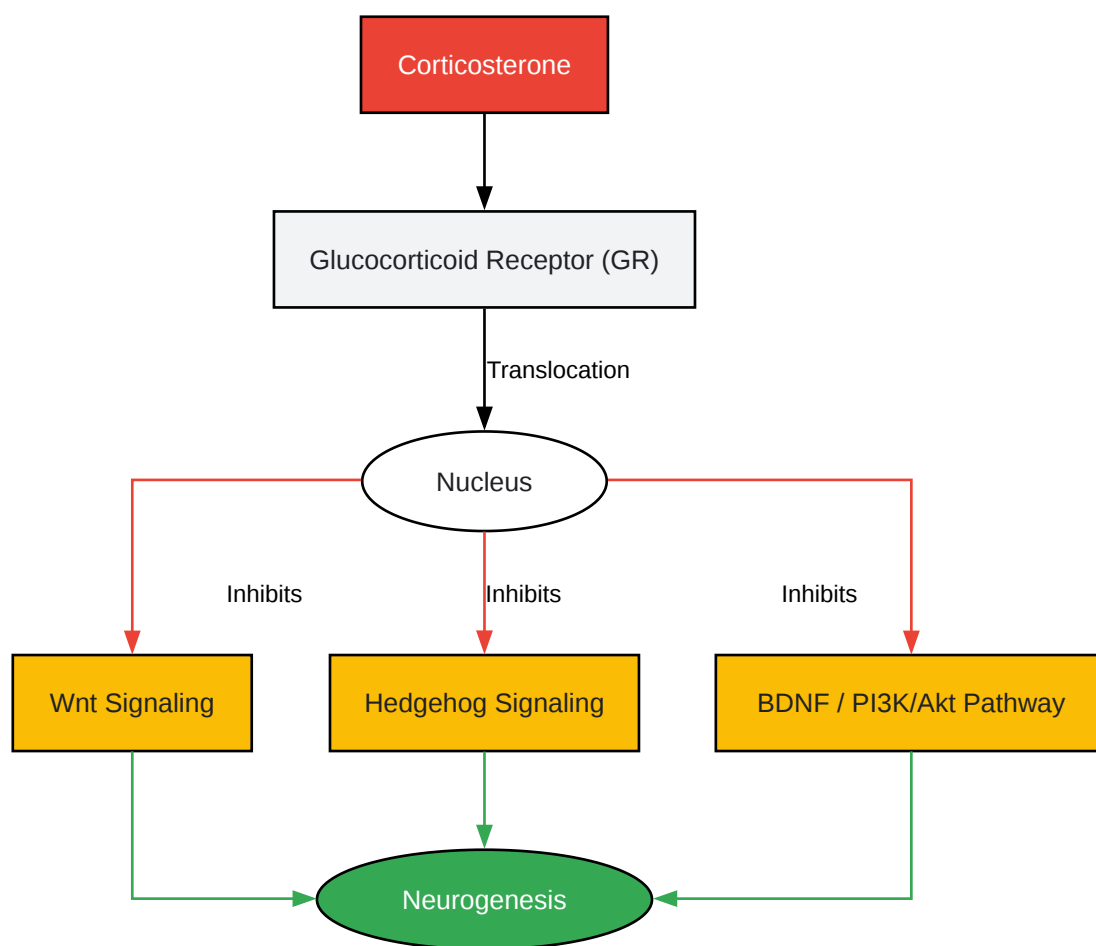 Corticosterone
Glucocorticoid Receptor (GR)
Translocation
Nucleus
Inhibits
Inhibits
Inhibits
Wnt Signaling
Hedgehog Signaling
BDNF / PI3K/Akt Pathway
Neurogenesis